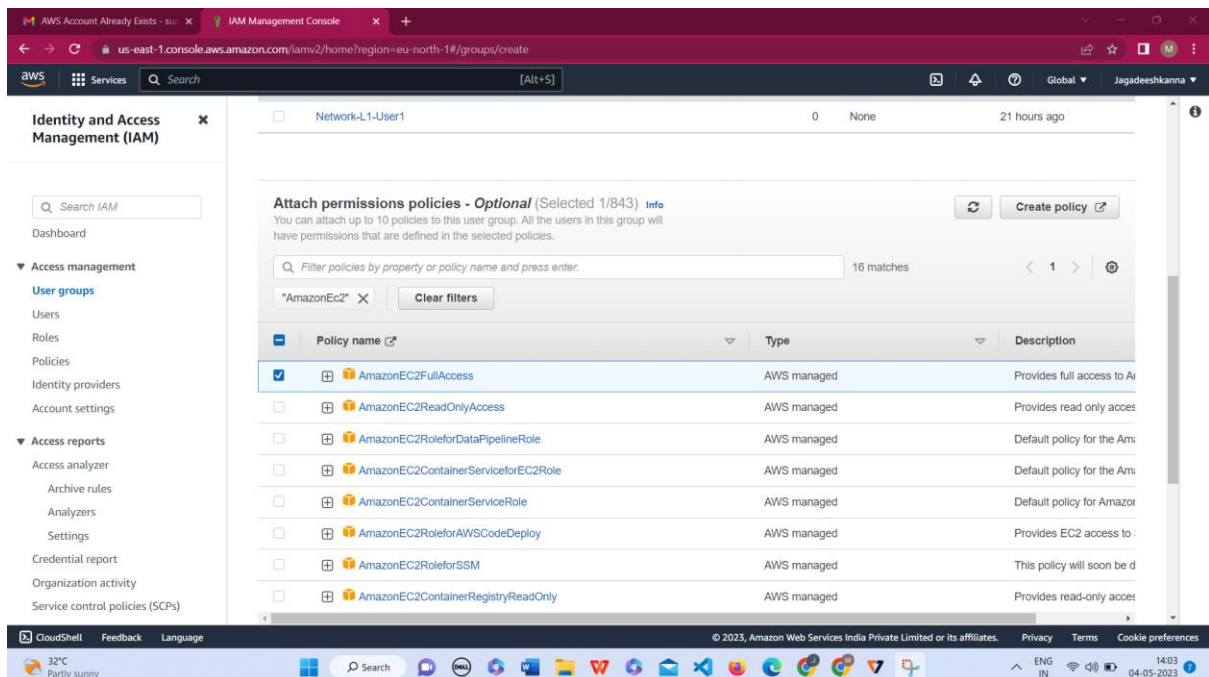 AWS Account Already Exists - sup
IAM Management Console
us-east-1.console.aws.amazon.com/iamv2/home?region=eu-north-1#/groups/create
M
aws
Services
Search
[Alt+S]
Global
Jagadeeshkanna
Identity and Access
Management (IAM)
Search IAM
Dashboard
Access management
User groups
Users
Roles
Policies
Identity providers
Account settings
Access reports
Access analyzer
Archive rules
Analyzers
Settings
Credential report
Organization activity
Service control policies (SCPs)
Network-L1-User1 0 None 21 hours ago
Attach permissions policies - Optional (Selected 1/843) Info
You can attach up to 10 policies to this user group. All the users in this group will
have permissions that are defined in the selected policies.
Create policy
Filter policies by property or policy name and press enter.
16 matches
1
"AmazonEc2"
Clear filters
Policy name Type Description
AmazonEC2FullAccess AWS managed Provides full access to A
AmazonEC2ReadOnlyAccess AWS managed Provides read only acces
AmazonEC2RoleforDataPipelineRole AWS managed Default policy for the Ama
AmazonEC2ContainerServiceforEC2Role AWS managed Default policy for the Ama
AmazonEC2ContainerServiceRole AWS managed Default policy for Amazon
AmazonEC2RoleforAWSCodeDeploy AWS managed Provides EC2 access to
AmazonEC2RoleforSSM AWS managed This policy will soon be d
AmazonEC2ContainerRegistryReadOnly AWS managed Provides read-only acces
CloudShell Feedback Language
© 2023, Amazon Web Services India Private Limited or its affiliates. Privacy Terms Cookie preferences
32°C
Partly sunny
Search
DELL
ENG
IN
14:03
04-05-2023
7